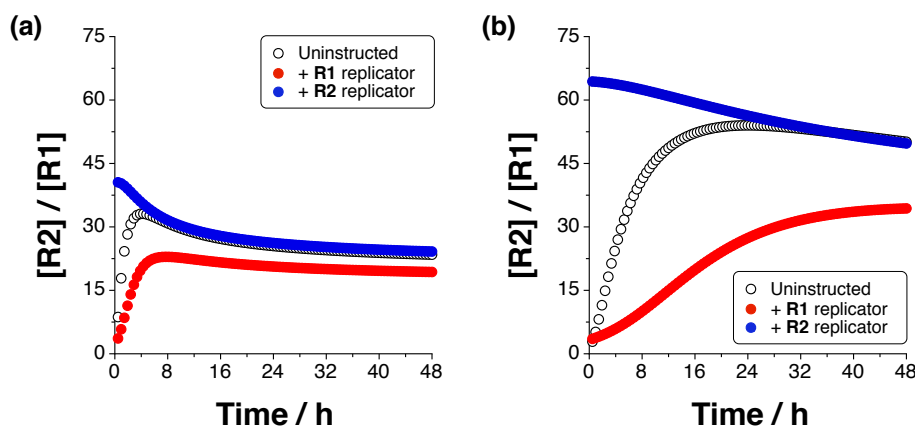 (a)
75
60
45
30
15
0
[R2] / [R1]
Uninstructed
+ R1 replicator
+ R2 replicator
0 8 16 24 32 40 48
Time / h
(b)
75
60
45
30
15
0
[R2] / [R1]
Uninstructed
+ R1 replicator
+ R2 replicator
0 8 16 24 32 40 48
Time / h